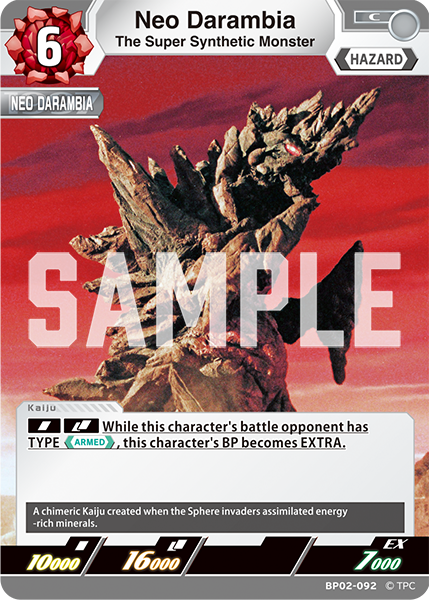 Neo Darambia
C
6
The Super Synthetic Monster
HAZARD
NEO DARAMBIA
SAMPLE
Kaiju
While this character's battle opponent has
TYPE ARMED, this character's BP becomes EXTRA.
A chimeric Kaiju created when the Sphere invaders assimilated energy
-rich minerals.
10000
16000
EX
7000
BP02-092 © TPC